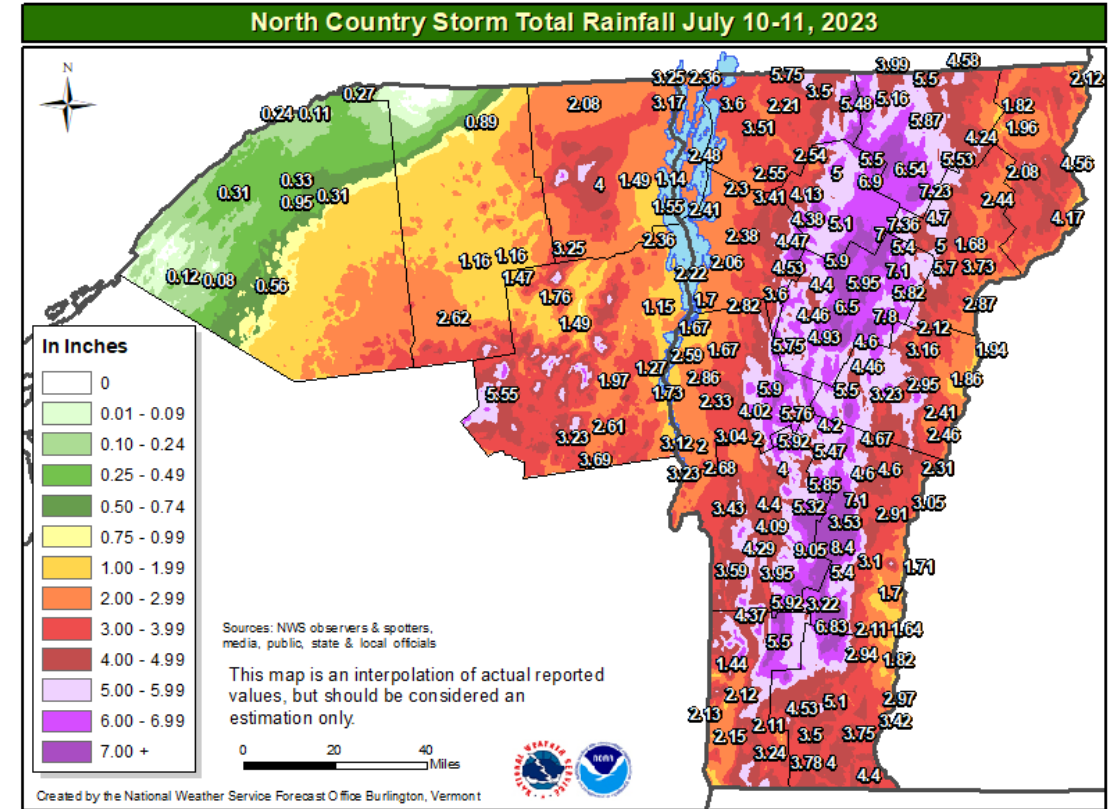 North Country Storm Total Rainfall July 10-11, 2023
N
3.99 4.58
3.25 2.36 5.75 5.5 2.12
0.27 3.5
0.24 0.11 2.08 3.17 3.6 2.21 5.48 5.16 1.82
0.89 3.51 5.87 1.96
4.24
2.48 2.54 5.5 5.53 4.56
0.33 4 1.49 1.14 2.55 5 6.9 6.54 2.08
0.31 0.95 0.31 2.3 3.41 4.13 7.23 2.44
1.55 2.41 4.38 5.1 7.36 4.7 4.17
3.25 2.36 2.38 4.47 7 5.4 5 1.68
1.16 1.16 2.06 4.53 5.9 7.1 5.7 3.73
0.12 0.08 0.56 1.47 2.22 4.4 5.95 5.82
1.76 1.15 1.7 2.82 3.6 6.5 2.87
2.62 1.49 1.67 4.46 7.8 2.12
In Inches
2.59 1.67 5.75 4.93 4.6 3.16 1.94
1.27 4.46
0
1.97 2.86 1.86
5.55 1.73 2.33 5.9 5.5 3.23 2.95
0.01 - 0.09
4.02 5.76 4.2 2.41
0.10 - 0.24
3.23 2.61 3.12 2 3.04 2 5.92 4.67 2.46
5.47
0.25 - 0.49
3.69 3.23 2.68 4 4.6 4.6 2.31
5.85
0.50 - 0.74
3.43 4.4 5.32 7.1 2.91 3.05
4.09 3.53
0.75 - 0.99
4.29 9.05 8.4 3.1
1.00 - 1.99
3.59 3.95 5.4 1.71
2.00 - 2.99
1.7
5.92 3.22
3.00 - 3.99
4.37 6.83 2.11 1.64
Sources: NWS observers & spotters,
media, public, state & local officials
5.5
4.00 - 4.99
1.44 2.94 1.82
This map is an interpolation of actual reported
values, but should be considered an
estimation only.
5.00 - 5.99
2.12 5.1 2.97
6.00 - 6.99
2.13 2.11 4.53 3.42
2.15 3.5 3.75
7.00 +
3.24 3.78 4
4.4
0 20 40
Miles
NATIONAL WEATHER SERVICE
noaa
Created by the National Weather Service Forecast Office Burlington, Vermont